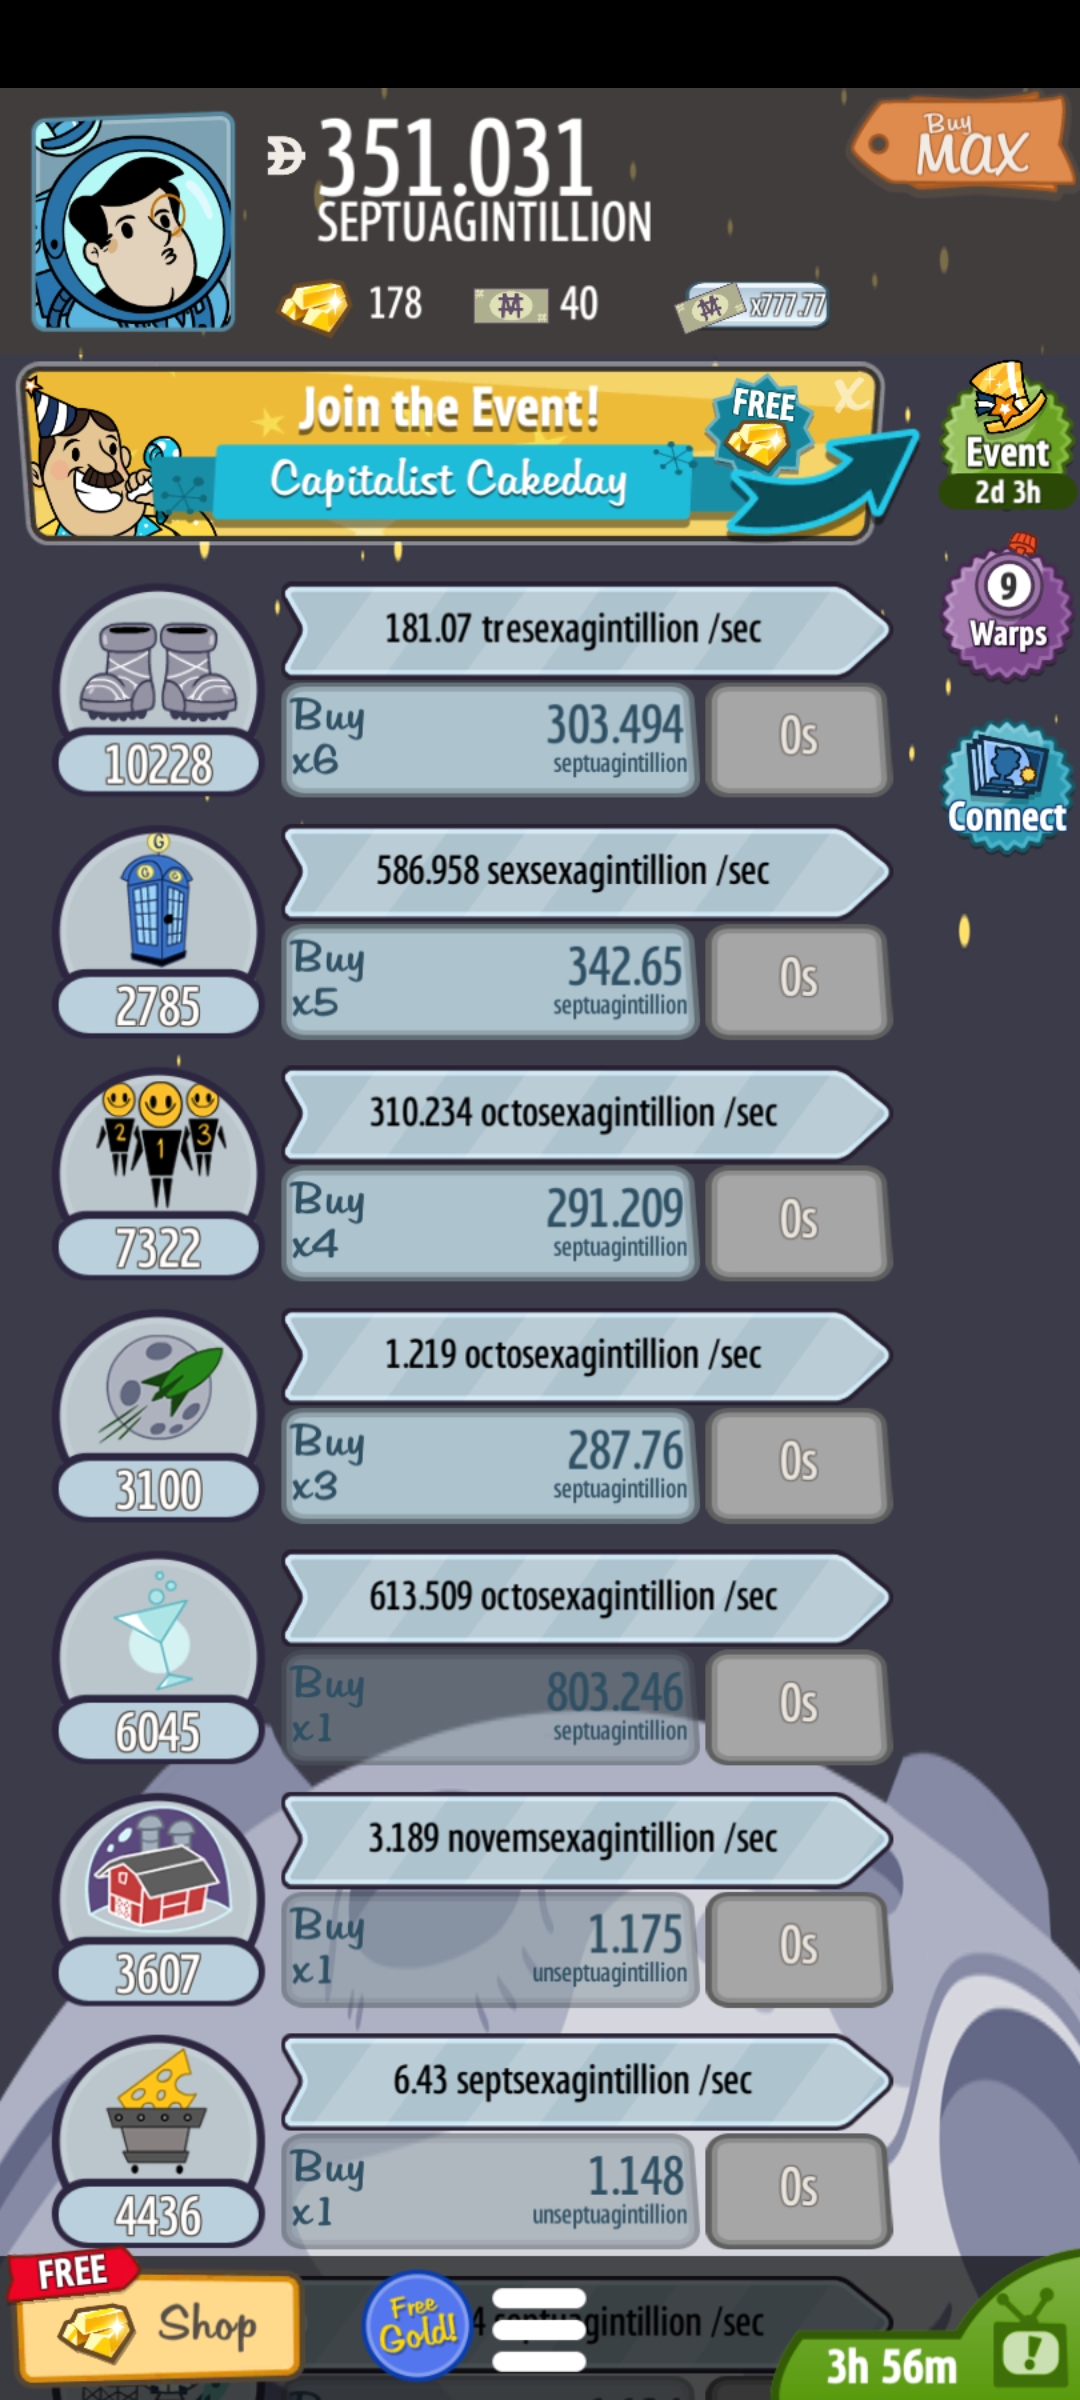 351.031
SEPTUAGINTILLION
Buy
MAX
178
40
x777.77
Join the Event!
Capitalist Cakeday
FREE
x
Event
2d 3h
9
Warps
Connect
181.07 tresexagintillion /sec
10228
Buy
x6
303.494
septuagintillion
0s
G
G G
586.958 sexsexagintillion /sec
2785
Buy
x5
342.65
septuagintillion
0s
2 1 3
310.234 octosexagintillion /sec
7322
Buy
x4
291.209
septuagintillion
0s
1.219 octosexagintillion /sec
3100
Buy
x3
287.76
septuagintillion
0s
613.509 octosexagintillion /sec
6045
Buy
x1
803.246
septuagintillion
0s
3.189 novemsexagintillion /sec
3607
Buy
x1
1.175
unseptuagintillion
0s
6.43 septsexagintillion /sec
4436
Buy
x1
1.148
unseptuagintillion
0s
FREE
Shop
Free
Gold!
/sec
3h 56m
!